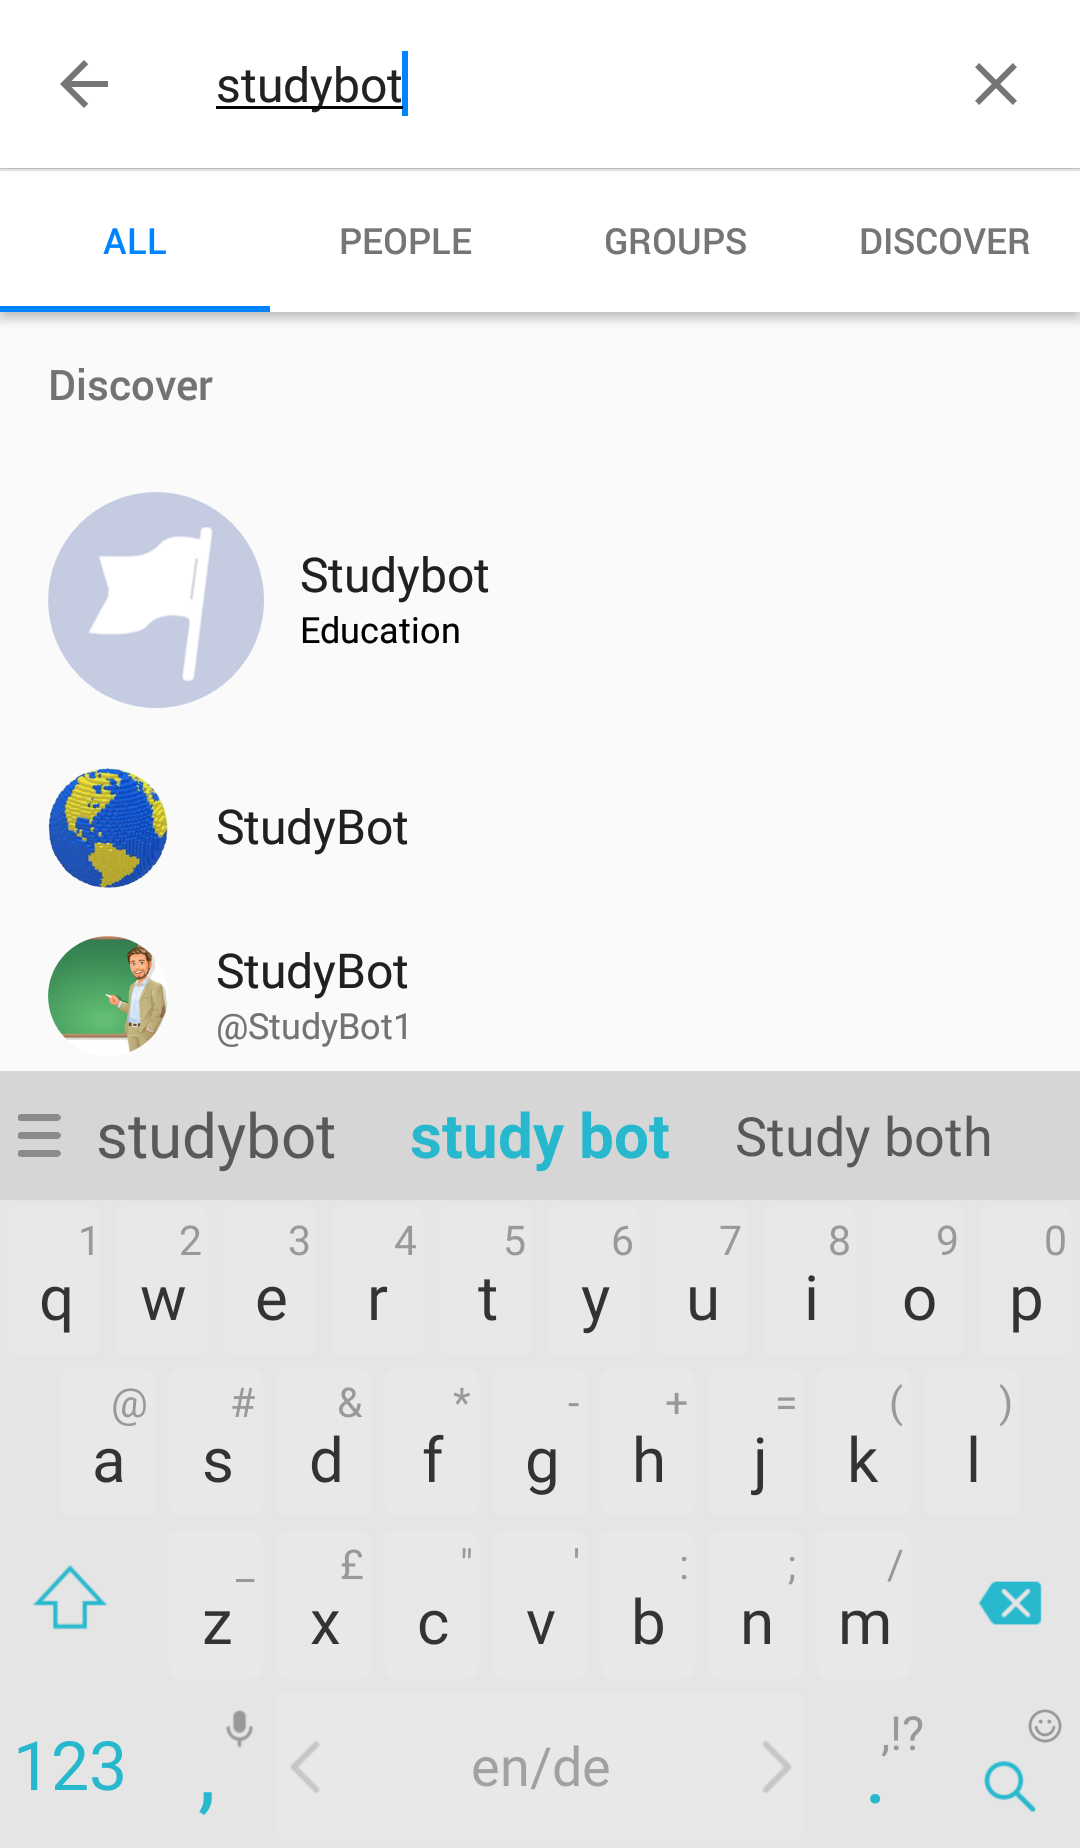 studybot
ALL PEOPLE GROUPS DISCOVER
Discover
Studybot
Education
StudyBot
StudyBot
@StudyBot1
studybot study bot Study both
1 2 3 4 5 6 7 8 9 0
q w e r t y u i o p
@ # & * - + = ( )
a s d f g h j k l
_ £ " ' : ; /
z x c v b n m
,!?
123 , en/de .